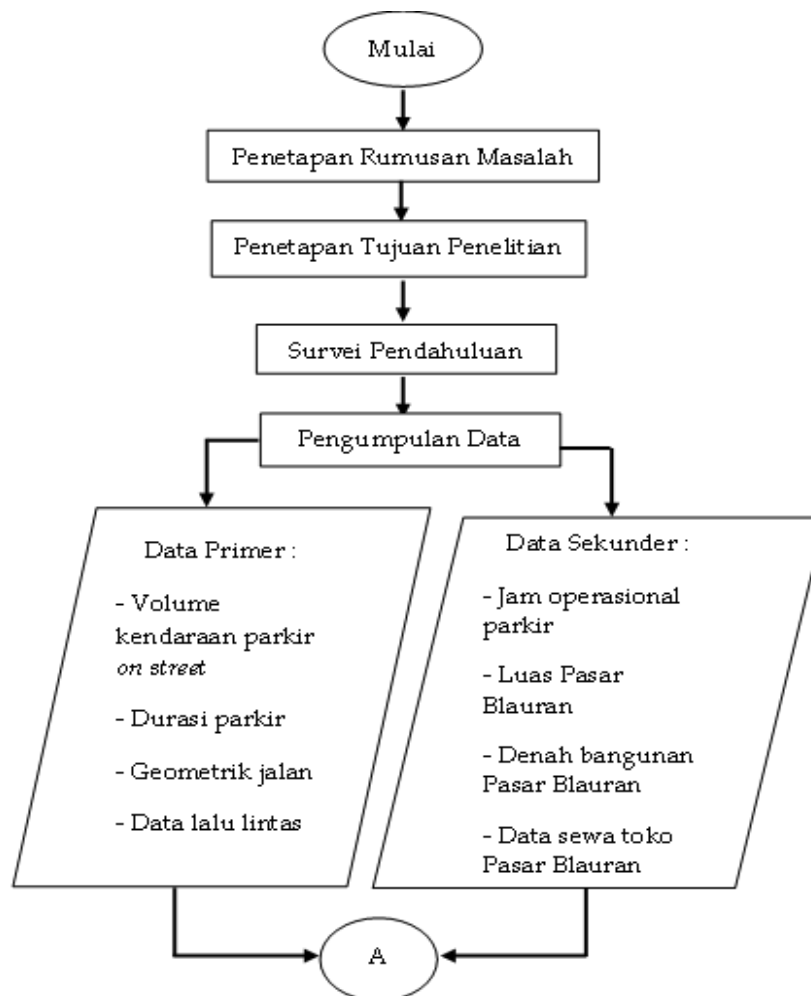 Mulai
Penetapan Rumusan Masalah
Penetapan Tujuan Penelitian
Survei Pendahuluan
Pengumpulan Data
Data Primer :
- Volume
kendaraan parkir
on street
- Durasi parkir
- Geometrik jalan
- Data lalu lintas
Data Sekunder :
- Jam operasional
parkir
- Luas Pasar
Blauran
- Denah bangunan
Pasar Blauran
- Data sewa toko
Pasar Blauran
A